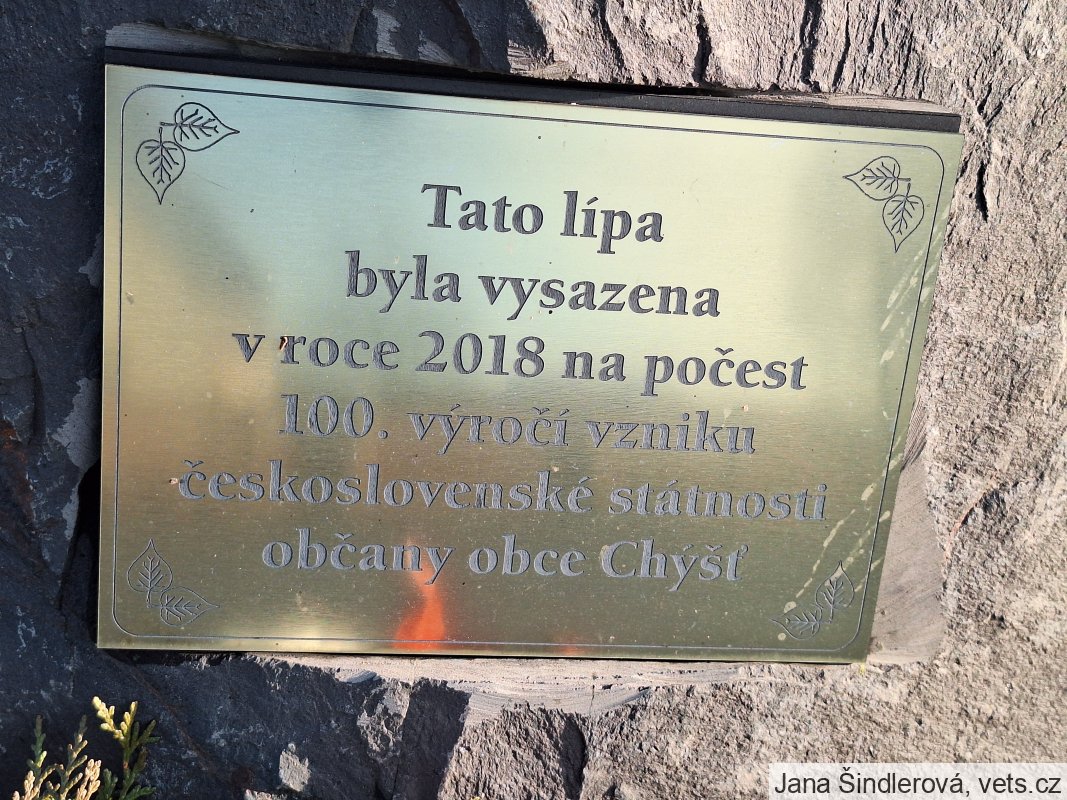 Tato lípa
byla vysazena
v roce 2018 na počest
100. výročí vzniku
československé státnosti
občany obce Chýšť
Jana Šindlerová, vets.cz